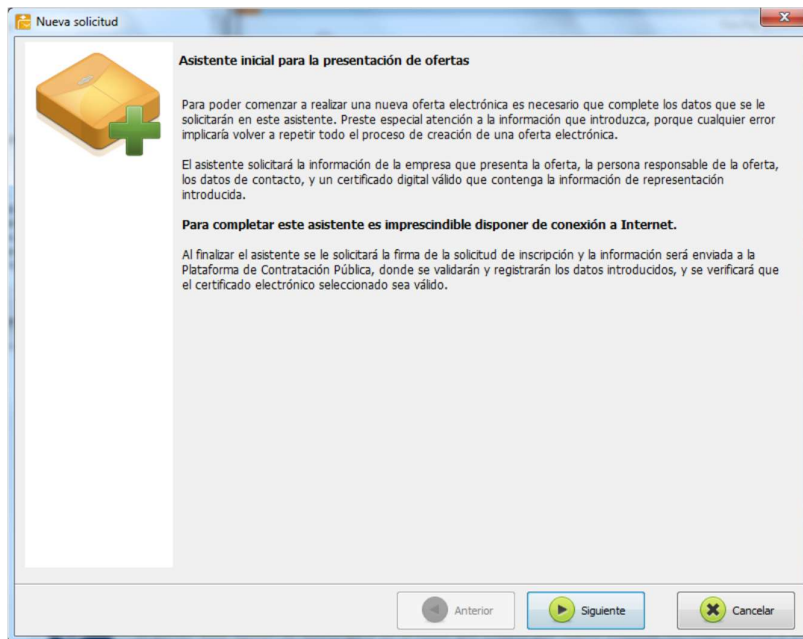 Nueva solicitud
Asistente inicial para la presentación de ofertas
Para poder comenzar a realizar una nueva oferta electrónica es necesario que complete los datos que se le
solicitarán en este asistente. Preste especial atención a la información que introduzca, porque cualquier error
implicaría volver a repetir todo el proceso de creación de una oferta electrónica.
El asistente solicitará la información de la empresa que presenta la oferta, la persona responsable de la oferta,
los datos de contacto, y un certificado digital válido que contenga la información de representación
introducida.
Para completar este asistente es imprescindible disponer de conexión a Internet.
Al finalizar el asistente se le solicitará la firma de la solicitud de inscripción y la información será enviada a la
Plataforma de Contratación Pública, donde se validarán y registrarán los datos introducidos, y se verificará que
el certificado electrónico seleccionado sea válido.
Anterior
Siguiente
Cancelar